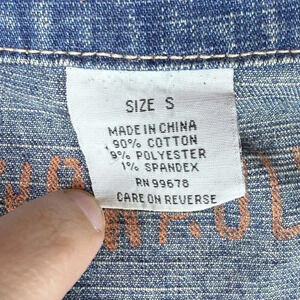 SIZE S
MADE IN CHINA
90% COTTON
9% POLYESTER
1% SPANDEX
RN 99678
CARE ON REVERSE